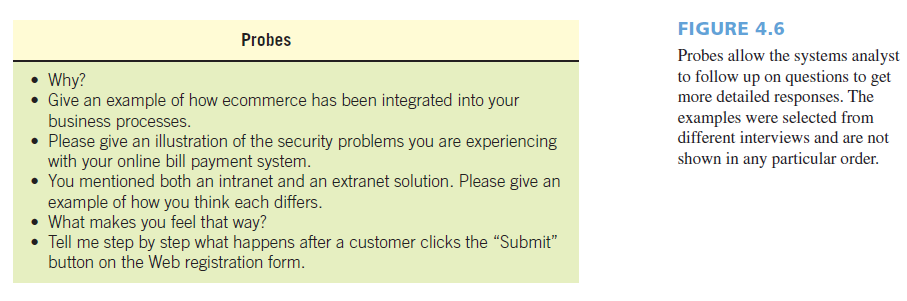 Probes
• Why?
• Give an example of how ecommerce has been integrated into your
business processes.
• Please give an illustration of the security problems you are experiencing
with your online bill payment system.
• You mentioned both an intranet and an extranet solution. Please give an
example of how you think each differs.
• What makes you feel that way?
• Tell me step by step what happens after a customer clicks the “Submit”
button on the Web registration form.
FIGURE 4.6
Probes allow the systems analyst
to follow up on questions to get
more detailed responses. The
examples were selected from
different interviews and are not
shown in any particular order.